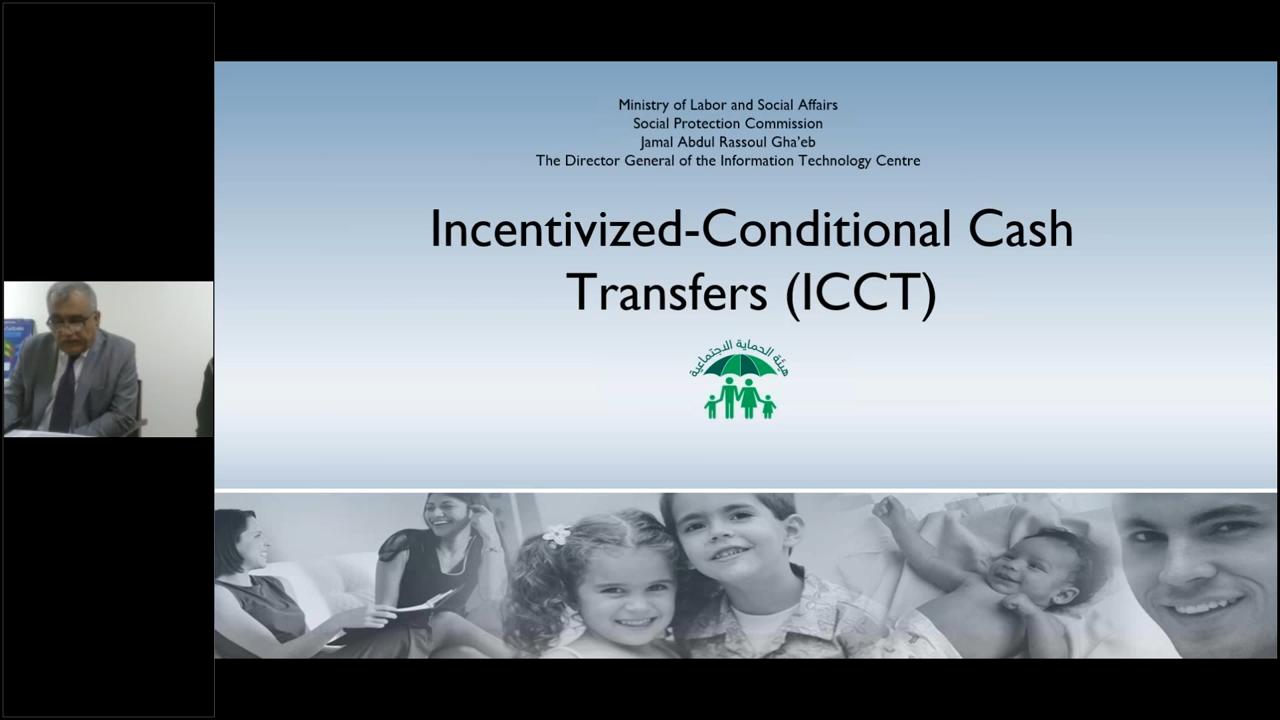 Ministry of Labor and Social Affairs
Social Protection Commission
Jamal Abdul Rassoul Gha'eb
The Director General of the Information Technology Centre
Incentivized-Conditional Cash
Transfers (ICCT)
هيئة الحماية الاجتماعية